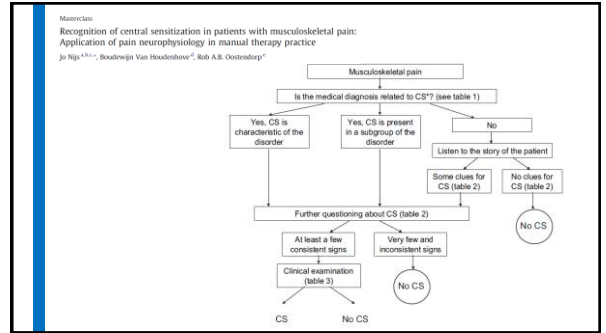 Masterclass
Recognition of central sensitization in patients with musculoskeletal pain:
Application of pain neurophysiology in manual therapy practice
Jo Nijs a,b,c,*, Boudewijn Van Houdenhove d, Rob A.B. Oostendorp e
Musculoskeletal pain
Is the medical diagnosis related to CS*? (see table 1)
Yes, CS is
characteristic of the
disorder
Yes, CS is present
in a subgroup of the
disorder
No
Listen to the story of the patient
Some clues for
CS (table 2)
No clues for
CS (table 2)
No CS
Further questioning about CS (table 2)
At least a few
consistent signs
Very few and
inconsistent signs
Clinical examination
(table 3)
No CS
CS
No CS